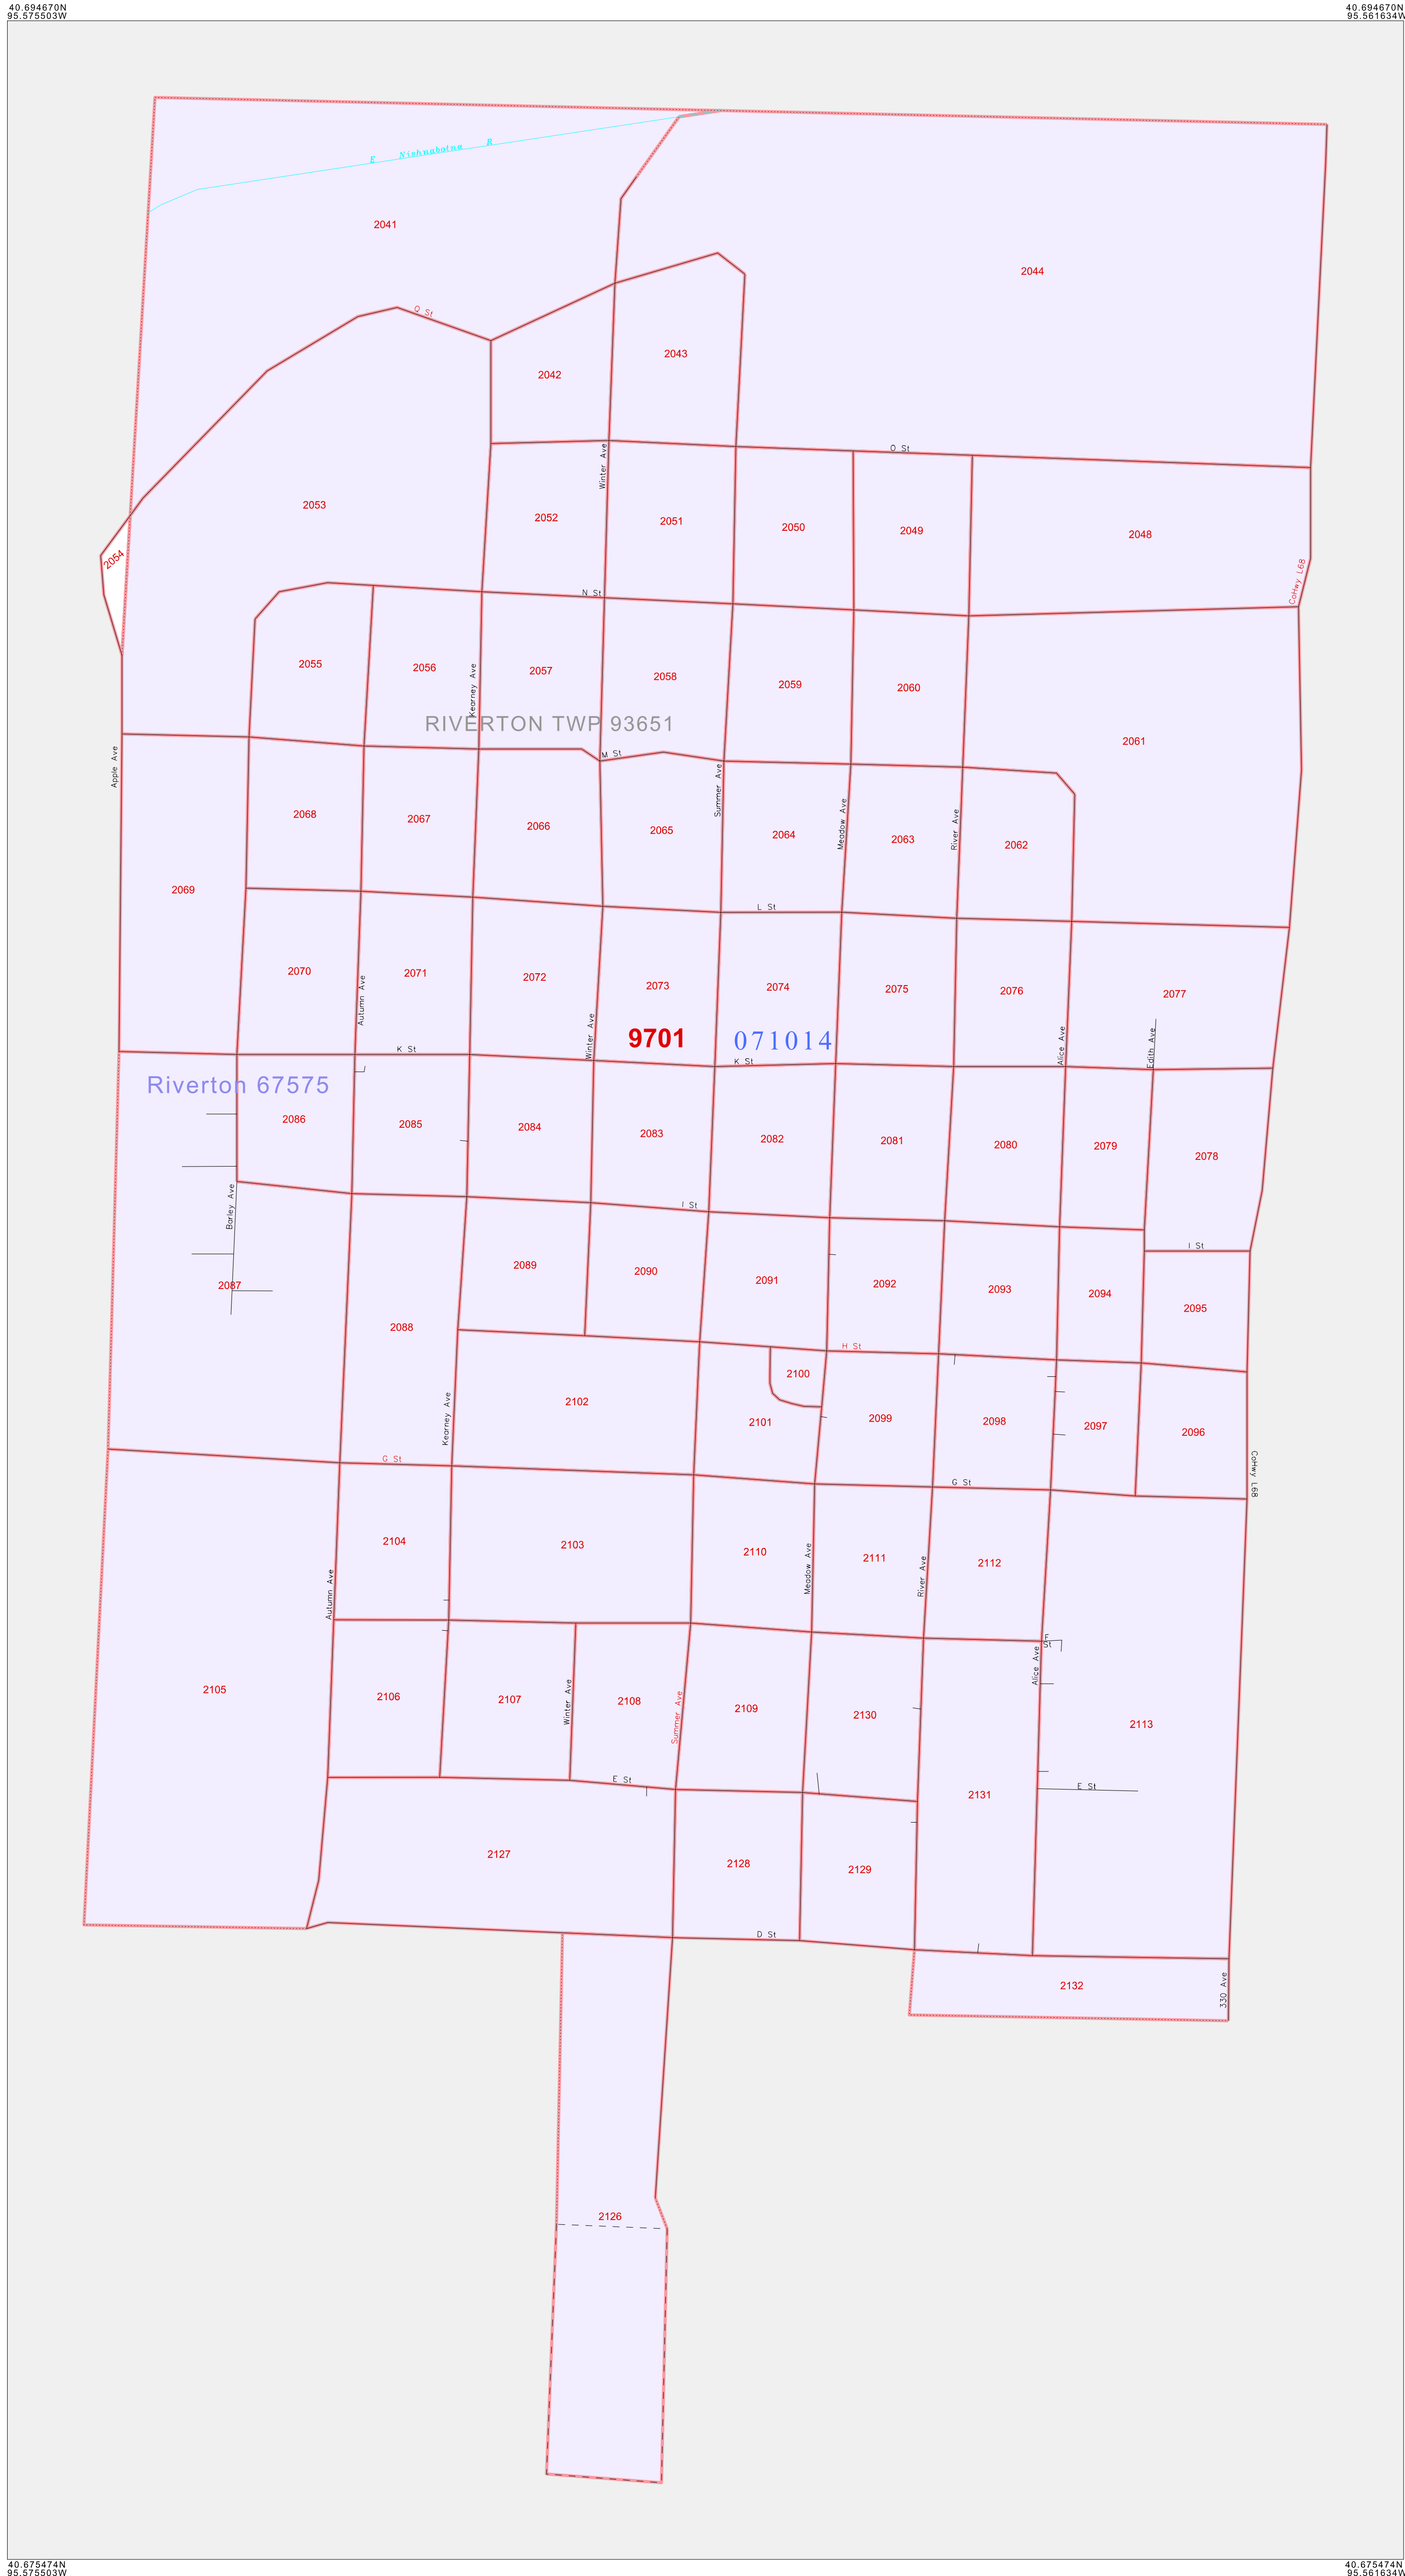 40.694670N
95.575503W
40.694670N
95.561634W
E Nishnabotna R
2041
2044
Q St
2043
2042
O St
Winter Ave
2053
2052
2051
2050
2049
2048
2054
CoHwy L68
N St
2055
2056
2057
2058
2059
2060
Kearney Ave
RIVERTON TWP 93651
2061
M St
Apple Ave
Summer Ave
Meadow Ave
River Ave
2068
2067
2066
2065
2064
2063
2062
2069
L St
2070
2071
2072
2073
2074
2075
2076
2077
Autumn Ave
Winter Ave
9701
071014
Alice Ave
Edith Ave
K St
K St
Riverton 67575
2086
2085
2084
2083
2082
2081
2080
2079
2078
Barley Ave
I St
I St
2087
2089
2090
2091
2092
2093
2094
2095
2088
H St
2100
2102
2101
2099
2098
2097
2096
Kearney Ave
G St
G St
CoHwy L68
2104
2103
2110
2111
2112
Autumn Ave
Meadow Ave
River Ave
F
St
Alice Ave
2105
2106
2107
Winter Ave
2108
Summer Ave
2109
2130
2113
E St
E St
2131
2127
2128
2129
D St
2132
330 Ave
2126
40.675474N
95.575503W
40.675474N
95.561634W